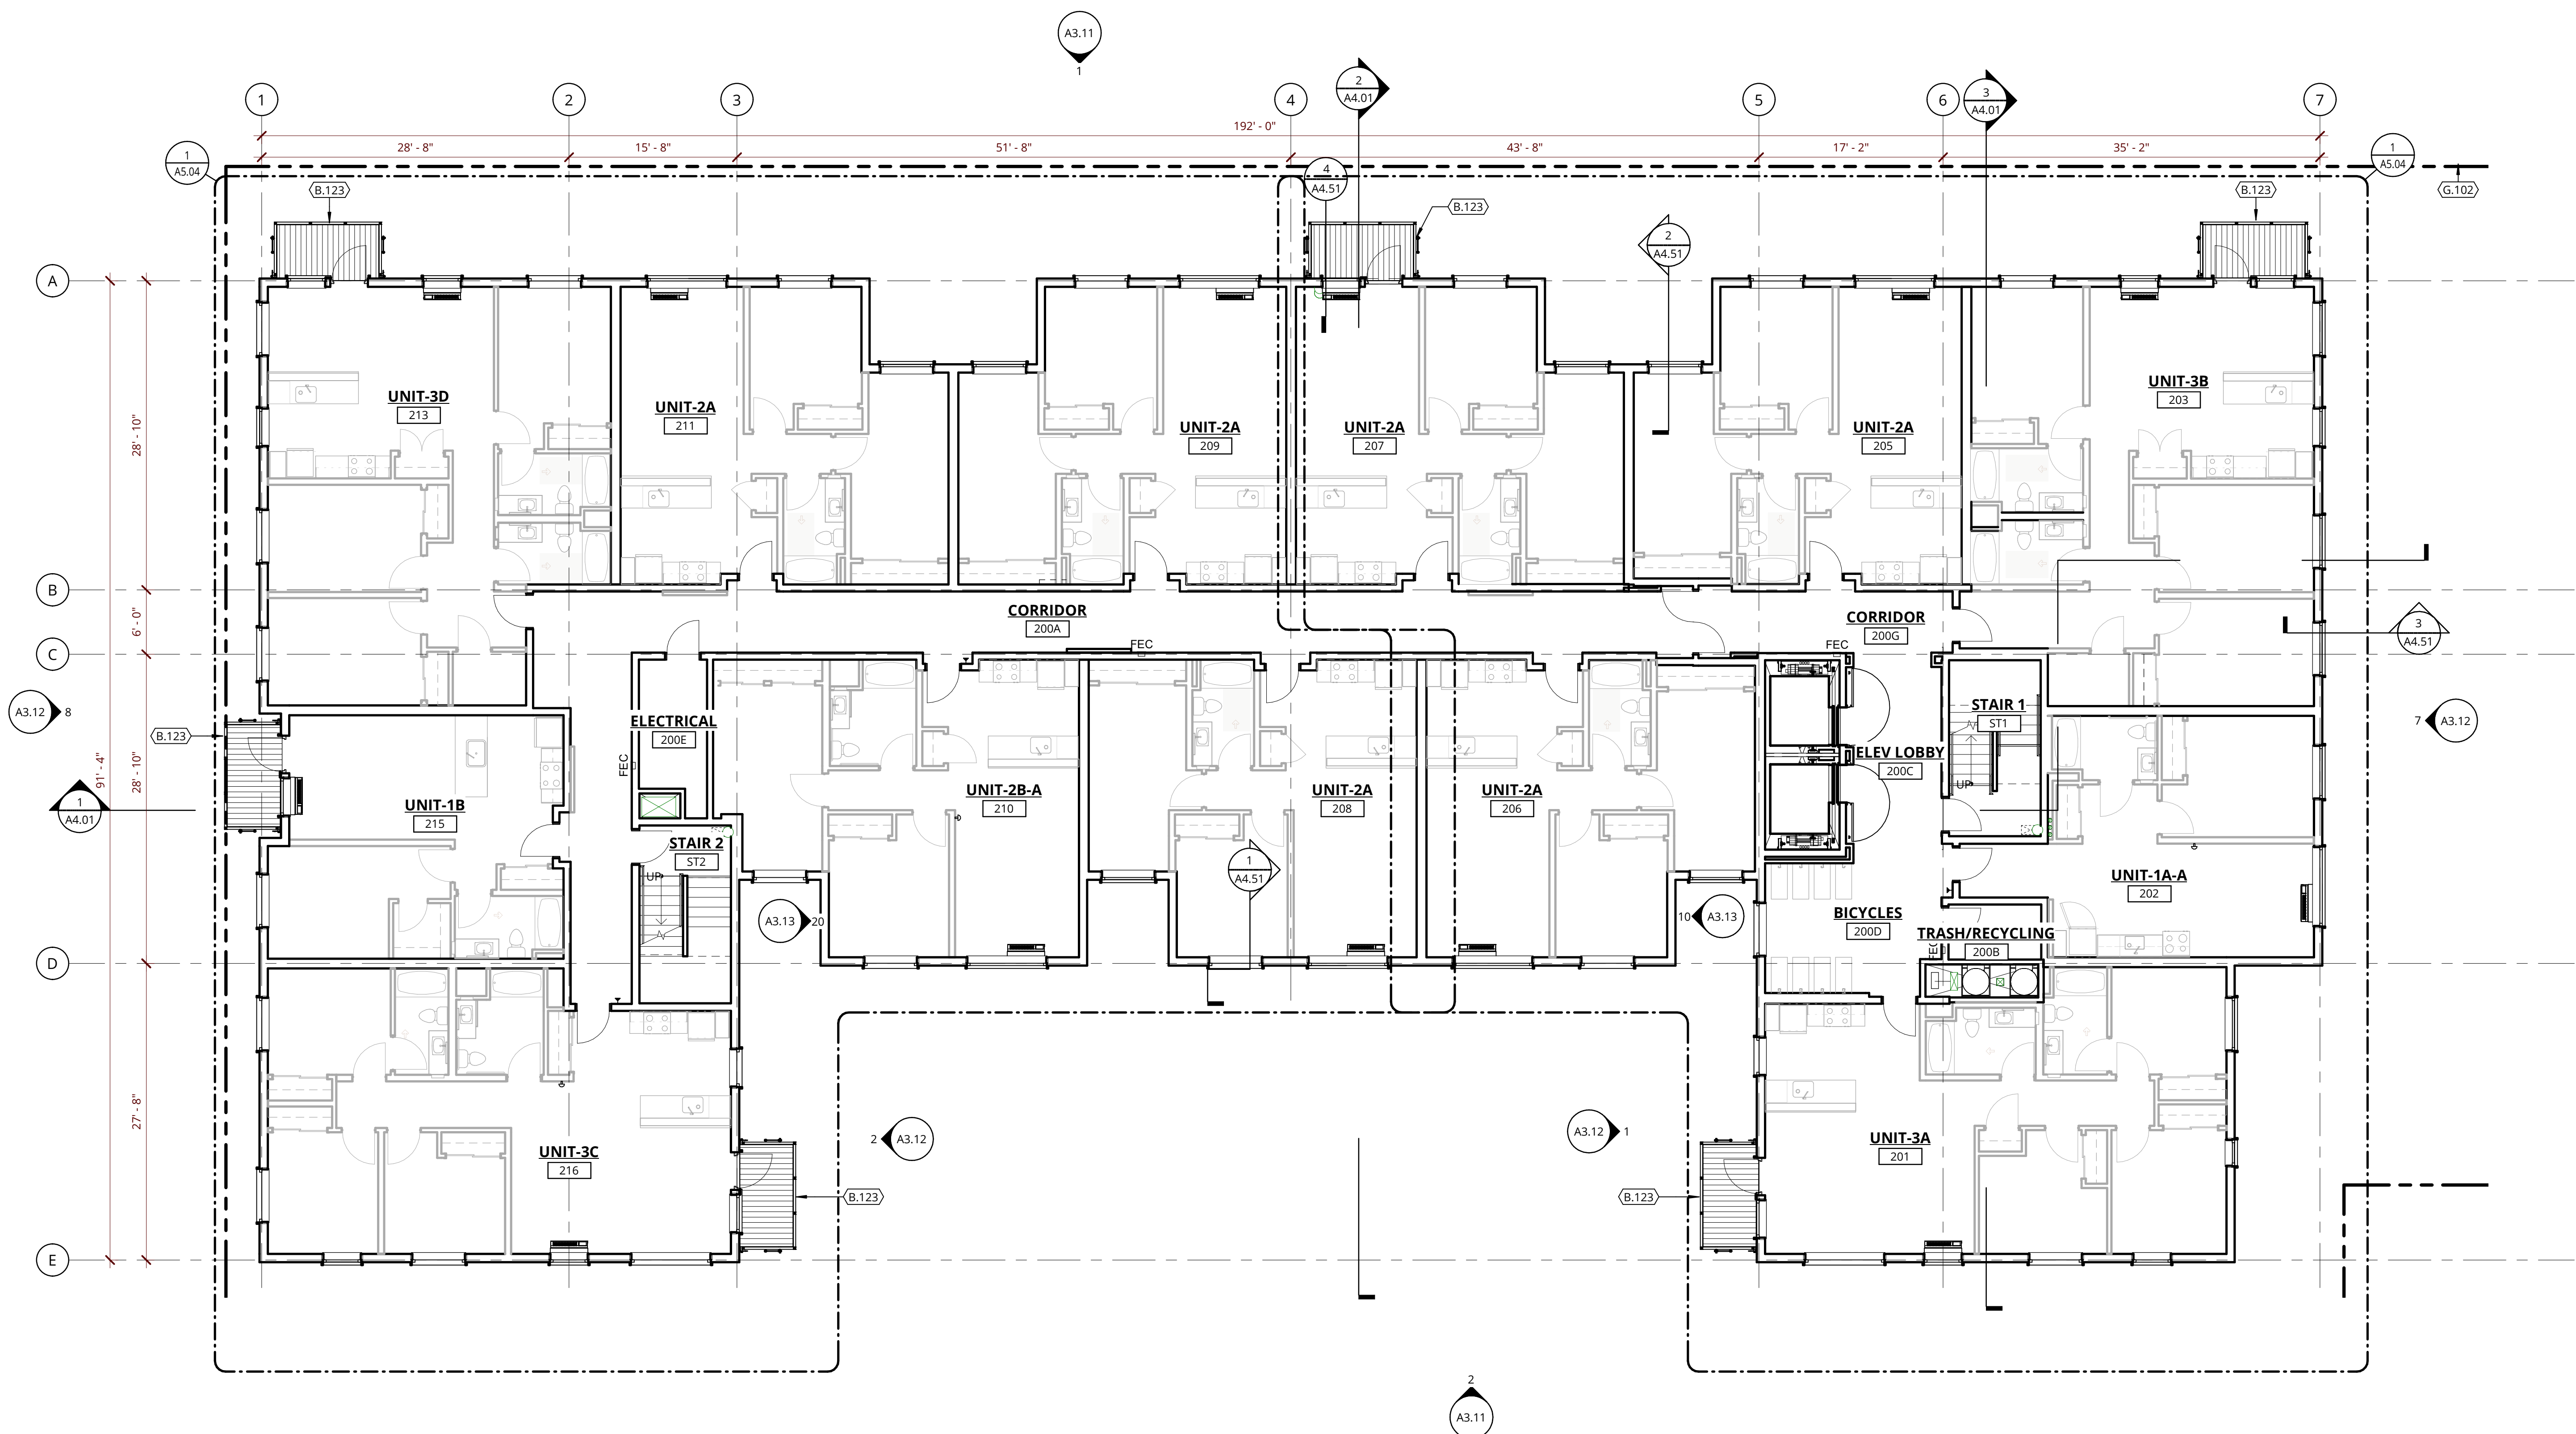 A3.11
1
2
A4.01
3
A4.01
1
2
3
4
5
6
7
192' - 0"
28' - 8"
15' - 8"
51' - 8"
43' - 8"
17' - 2"
35' - 2"
1
A5.04
4
A4.51
1
A5.04
B.123
B.123
B.123
G.102
2
A4.51
A
UNIT-3D
213
UNIT-2A
211
UNIT-2A
209
UNIT-2A
207
UNIT-2A
205
UNIT-3B
203
28' - 10"
B
CORRIDOR
200A
CORRIDOR
200G
6' - 0"
3
A4.51
C
FEC
FEC
A3.12
8
B.123
ELECTRICAL
200E
STAIR 1
ST1
7
A3.12
ELEV LOBBY
200C
FEC
UP
91' - 4"
28' - 10"
1
A4.01
UNIT-1B
215
UNIT-2B-A
210
UNIT-2A
208
UNIT-2A
206
STAIR 2
ST2
UP
1
A4.51
UNIT-1A-A
202
A3.13
20
10
A3.13
BICYCLES
200D
TRASH/RECYCLING
200B
FEC
D
27' - 8"
2
A3.12
A3.12
1
UNIT-3C
216
UNIT-3A
201
B.123
B.123
E
2
A3.11